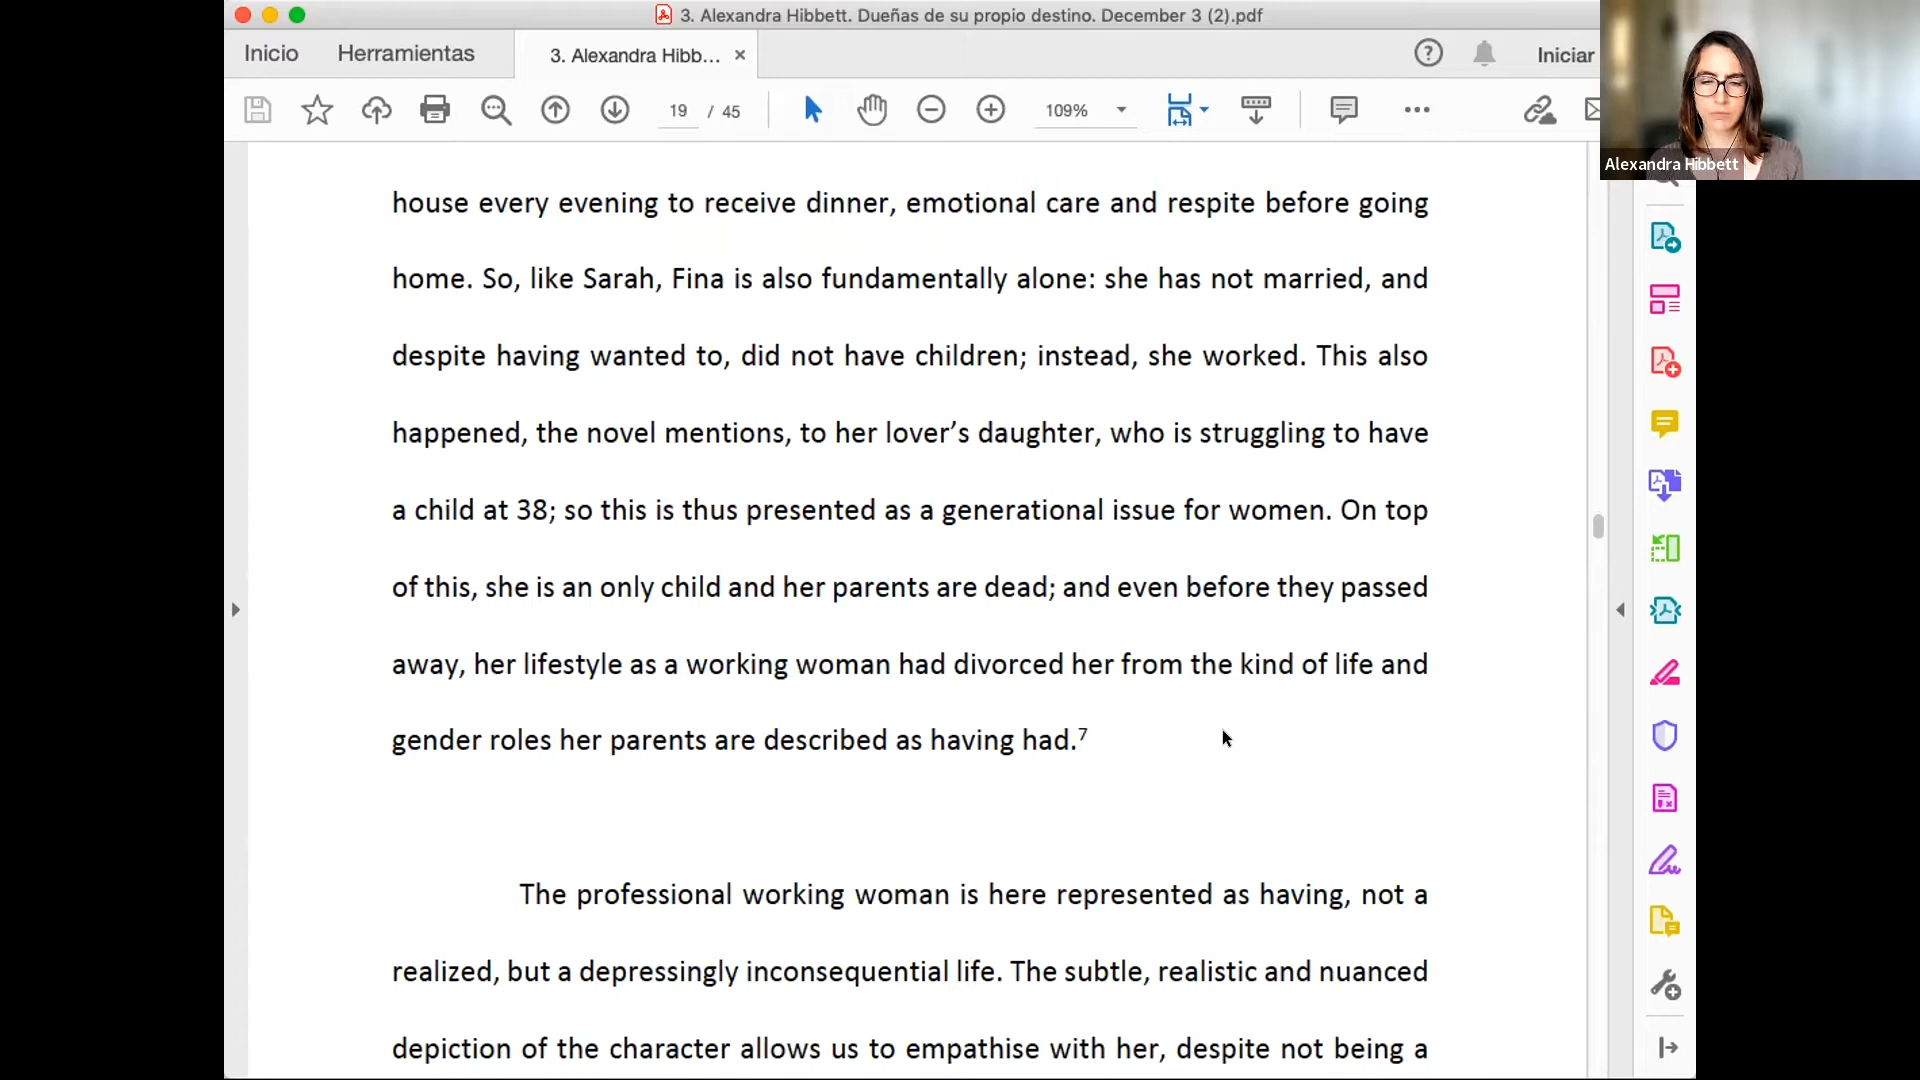 3. Alexandra Hibbett. Dueñas de su propio destino. December 3 (2).pdf
Inicio
Herramientas
3. Alexandra Hibb...
Iniciar
19 / 45
109%
Alexandra Hibbett
house every evening to receive dinner, emotional care and respite before going
home. So, like Sarah, Fina is also fundamentally alone: she has not married, and
despite having wanted to, did not have children; instead, she worked. This also
happened, the novel mentions, to her lover’s daughter, who is struggling to have
a child at 38; so this is thus presented as a generational issue for women. On top
of this, she is an only child and her parents are dead; and even before they passed
away, her lifestyle as a working woman had divorced her from the kind of life and
gender roles her parents are described as having had.7
The professional working woman is here represented as having, not a
realized, but a depressingly inconsequential life. The subtle, realistic and nuanced
depiction of the character allows us to empathise with her, despite not being a